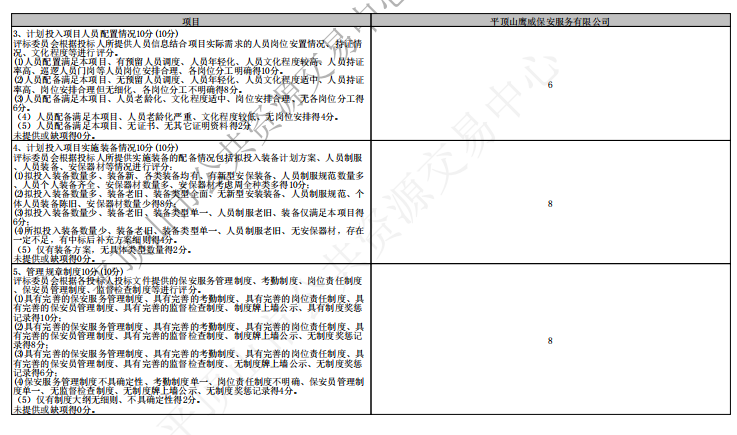 项目
平顶山鹰威保安服务有限公司
3、计划投入项目人员配置情况10分(10分)
评标委员会根据投标人所提供人员信息结合项目实际需求的人员岗位安置情况、持证情
况、文化程度等进行评分。
(1)人员配置满足本项目、有预留人员调度、人员年轻化、人员文化程度较高、人员持证
率高、巡逻人员门岗等人员岗位安排合理、各岗位分工明确得10分。
(2)人员配备满足本项目、无预留人员调度、人员年轻化、人员文化程度适中、人员持证
率高、岗位安排合理但无细化、各岗位分工不明确得8分。
(3)人员配备满足本项目、人员老龄化、文化程度适中、岗位安排合理、无各岗位分工得
6分。
（4）人员配备满足本项目、人员老龄化严重、文化程度较低、无岗位安排得4分。
（5）人员配备满足本项目、无证书、无其它证明资料得2分
未提供或缺项得0分。
6
4、计划投入项目实施装备情况10分(10分)
评标委员会根据投标人所提供实施装备的配备情况包括拟投入装备计划方案、人员制服
、人员装备、安保器材等情况进行评分：
(1)拟投入装备数量多、装备新、各类装备均有、有新型安保装备、人员制服规范数量多
、人员个人装备齐全、安保器材数量多、安保器材考虑周全种类多得10分；
(2)拟投入装备数量多、装备老旧、装备类型全面、无新型安装装备、人员制服规范、个
体人员装备陈旧、安保器材数量少得8分；
(3)拟投入装备数量少、装备老旧、装备类型单一、人员制服老旧、装备仅满足本项目得
6分；
(4)所拟投入装备数量少、装备老旧、装备类型单一、人员制服老旧、无安保器材，存在
一定不足，有中标后补充方案细则得4分。
（5）仅有装备方案，无具体类型数量得2分。
未提供或缺项得0分。
8
5、管理规章制度10分(10分)
评标委员会根据各投标人投标文件提供的保安服务管理制度、考勤制度、岗位责任制度
、保安员管理制度、监督检查制度等进行评分。
(1)具有完善的保安服务管理制度、具有完善的考勤制度、具有完善的岗位责任制度、具
有完善的保安员管理制度、具有完善的监督检查制度、制度牌上墙公示、具有制度奖惩
记录得10分；
(2)具有完善的保安服务管理制度、具有完善的考勤制度、具有完善的岗位责任制度、具
有完善的保安员管理制度、具有完善的监督检查制度、制度牌上墙公示、无制度奖惩记
录得8分；
(3)具有完善的保安服务管理制度、具有完善的考勤制度、具有完善的岗位责任制度、具
有完善的保安员管理制度、具有完善的监督检查制度、无制度牌上墙公示、无制度奖惩
记录得6分；
(4)保安服务管理制度不具确定性、考勤制度单一、岗位责任制度不明确、保安员管理制
度单一、无监督检查制度、无制度牌上墙公示、无制度奖惩记录得4分。
（5）仅有制度大纲无细则、不具确定性得2分。
未提供或缺项得0分。
8